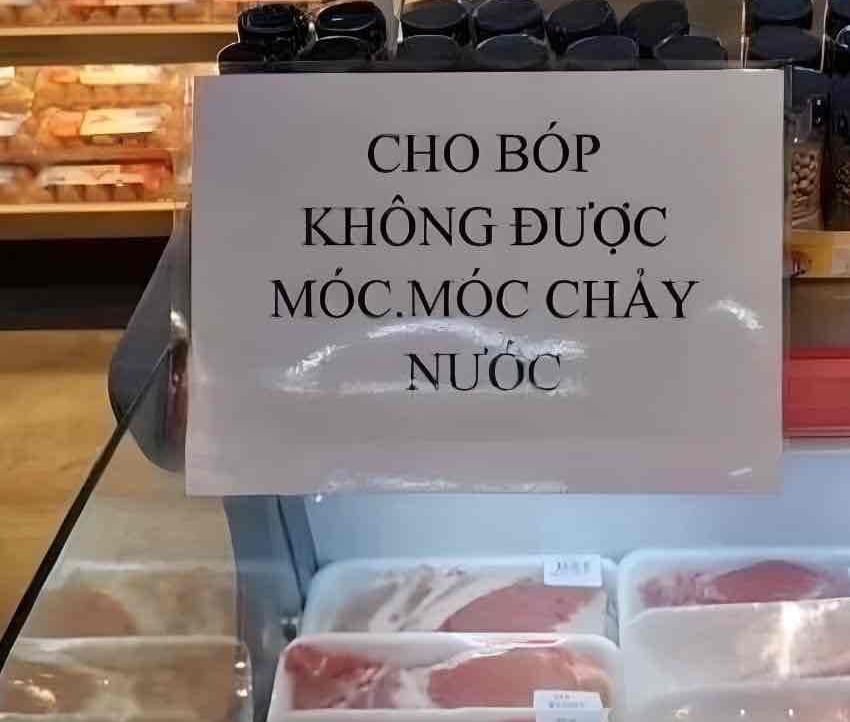 CHO BÓP
KHÔNG ĐƯỢC
MÓC.MÓC CHẢY
NƯỚC